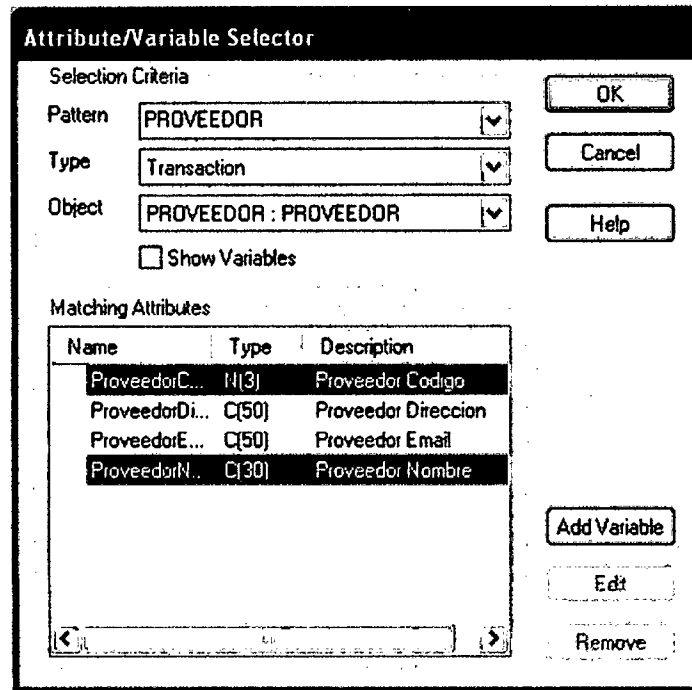 Attribute/Variable Selector
Selection Criteria
Pattern PROVEEDOR
Type Transaction
Object PROVEEDOR : PROVEEDOR
Show Variables
OK
Cancel
Help
Matching Attributes
Name Type Description
ProveedorC... N(3) Proveedor Codigo
ProveedorDi... C(50) Proveedor Direccion
ProveedorE... C(50) Proveedor Email
ProveedorN... C(30) Proveedor Nombre
Add Variable
Edit
Remove